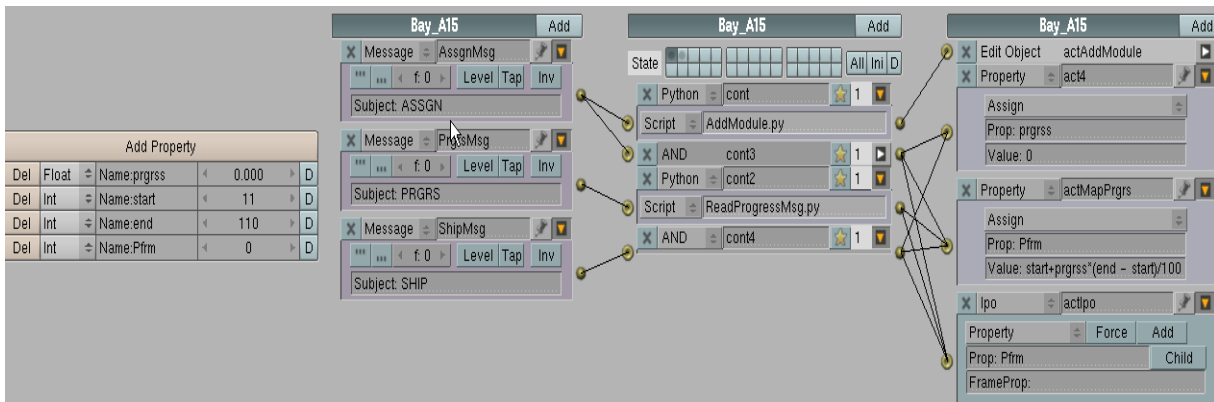 Add Property
Del Float Name:prgrss 0.000 D
Del Int Name:start 11 D
Del Int Name:end 110 D
Del Int Name:Pfrm 0 D
Bay_A15 Add
X Message AssgnMsg
f: 0 Level Tap Inv
Subject: ASSGN
X Message PrgrsMsg
f: 0 Level Tap Inv
Subject: PRGRS
X Message ShipMsg
f: 0 Level Tap Inv
Subject: SHIP
Bay_A15 Add
State All Ini D
X Python cont 1
Script AddModule.py
X AND cont3 1
X Python cont2 1
Script ReadProgressMsg.py
X AND cont4 1
Bay_A15 Add
X Edit Object actAddModule
X Property act4
Assign
Prop: prgrss
Value: 0
X Property actMapPrgrs
Assign
Prop: Pfrm
Value: start+prgrss*(end - start)/100
X Ipo actIpo
Property Force Add
Prop: Pfrm Child
FrameProp: